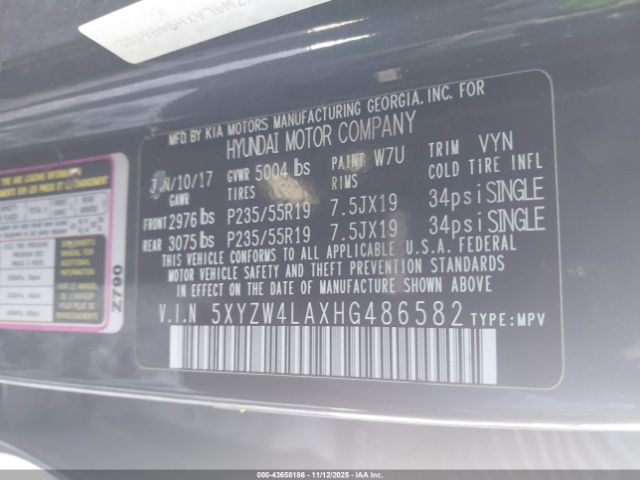 MFD. BY KIA MOTORS MANUFACTURING GEORGIA, INC. FOR
HYUNDAI MOTOR COMPANY
/10/17 GVWR 5004 lbs PAINT W7U TRIM VYN
GAWR TIRES RIMS COLD TIRE INFL
FRONT 2976 lbs P235/55R19 7.5JX19 34psi SINGLE
REAR 3075 lbs P235/55R19 7.5JX19 34psi SINGLE
THIS VEHICLE CONFORMS TO ALL APPLICABLE U.S.A. FEDERAL
MOTOR VEHICLE SAFETY AND THEFT PREVENTION STANDARDS
IN EFFECT ON THE DATE OF MANUFACTURE SHOWN ABOVE.
V.I.N 5XYZW4LAXHG486582 TYPE:MPV
Z790
000-43658186 - 11/12/2025 - IAA Inc.